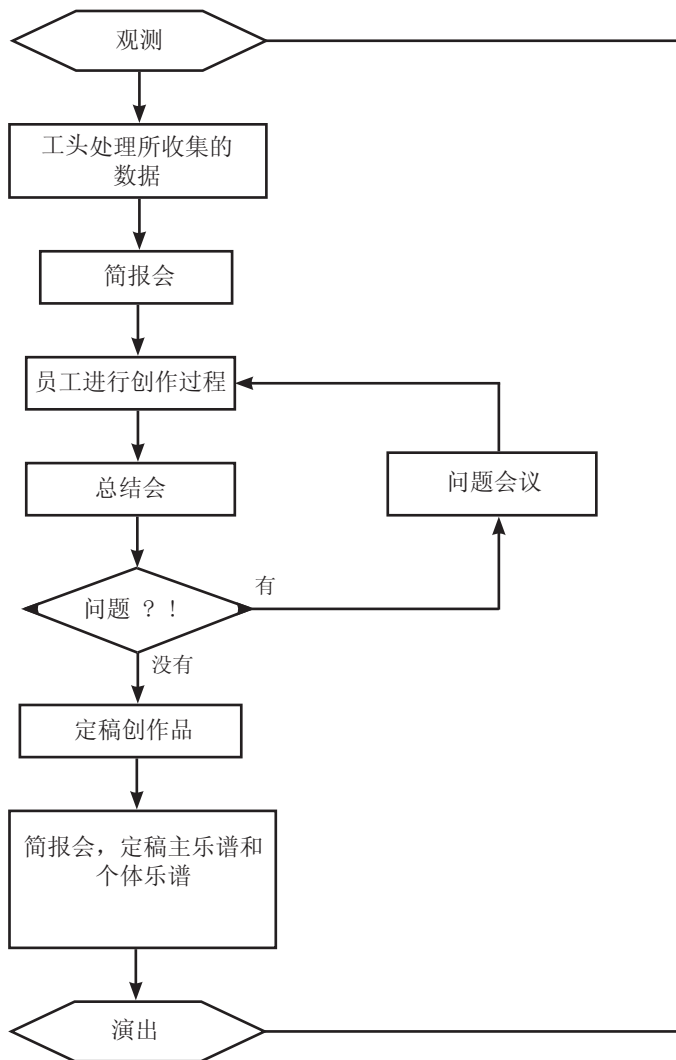 观测
工头处理所收集的
数据
简报会
员工进行创作过程
总结会
问题会议
问题 ? !
有
没有
定稿创作品
简报会，定稿主乐谱和
个体乐谱
演出